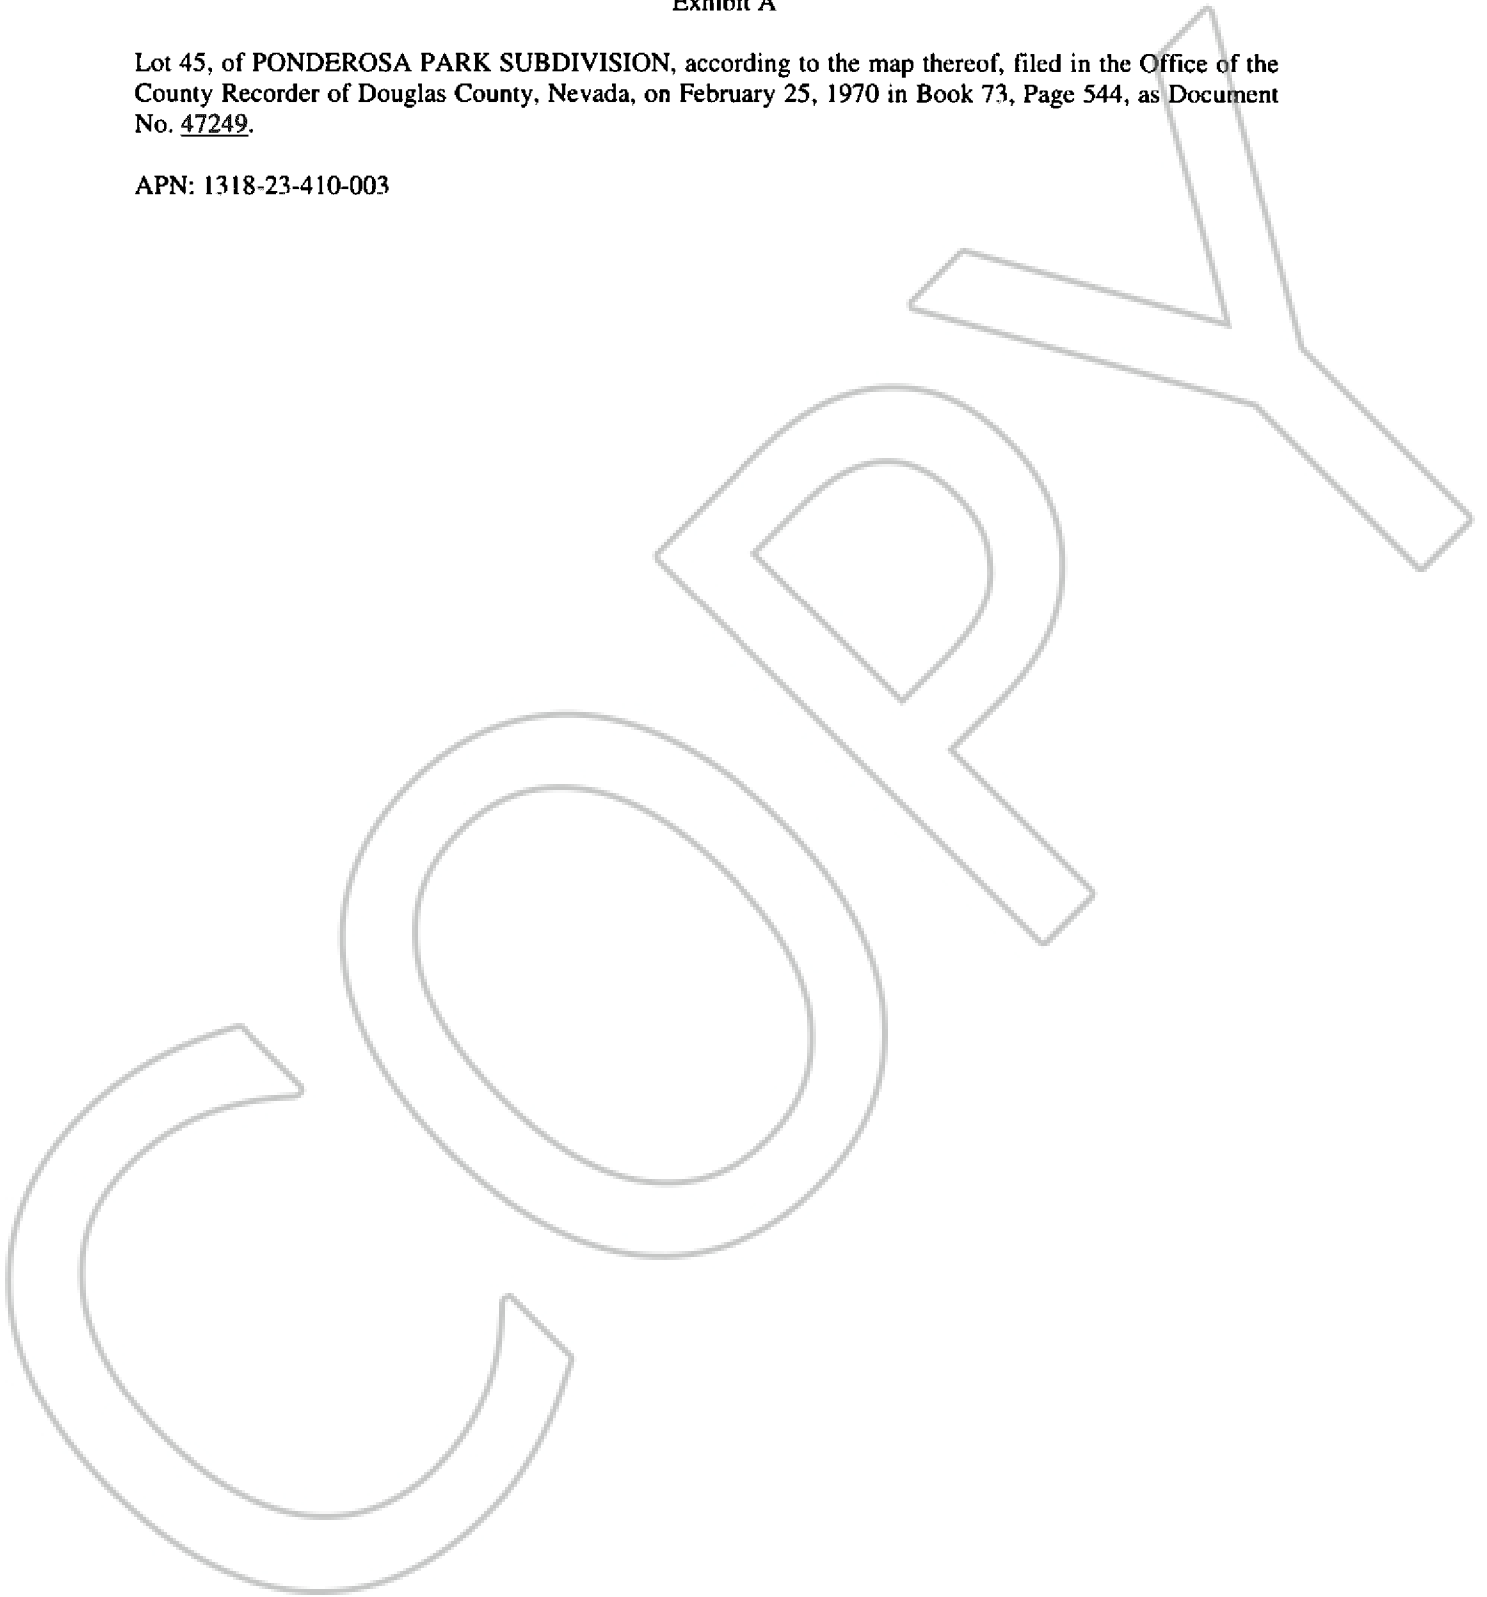 Exhibit A
Lot 45, of PONDEROSA PARK SUBDIVISION, according to the map thereof, filed in the Office of the
County Recorder of Douglas County, Nevada, on February 25, 1970 in Book 73, Page 544, as Document
No. 47249.
APN: 1318-23-410-003
COPY